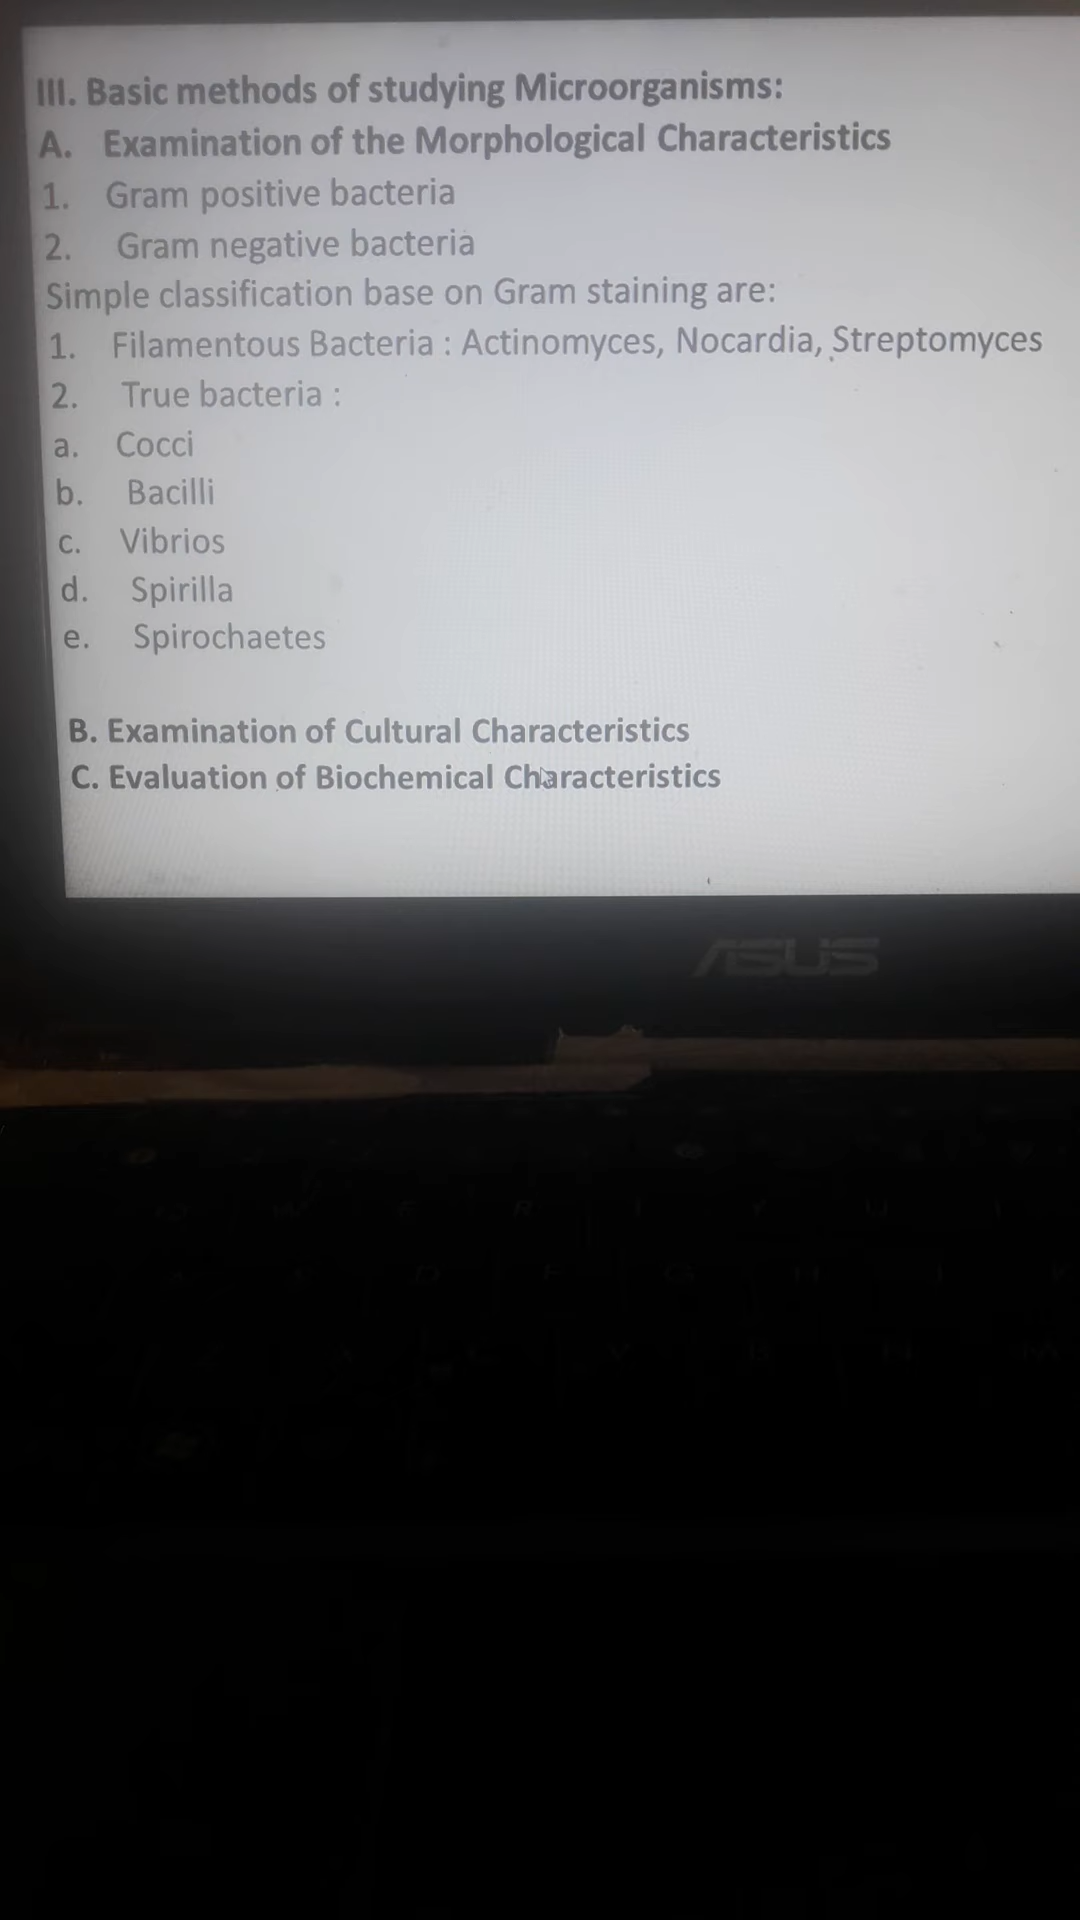 III. Basic methods of studying Microorganisms:
A. Examination of the Morphological Characteristics
1. Gram positive bacteria
2. Gram negative bacteria
Simple classification base on Gram staining are:
1. Filamentous Bacteria : Actinomyces, Nocardia, Streptomyces
2. True bacteria :
a. Cocci
b. Bacilli
c. Vibrios
d. Spirilla
e. Spirochaetes
B. Examination of Cultural Characteristics
C. Evaluation of Biochemical Characteristics
ASUS